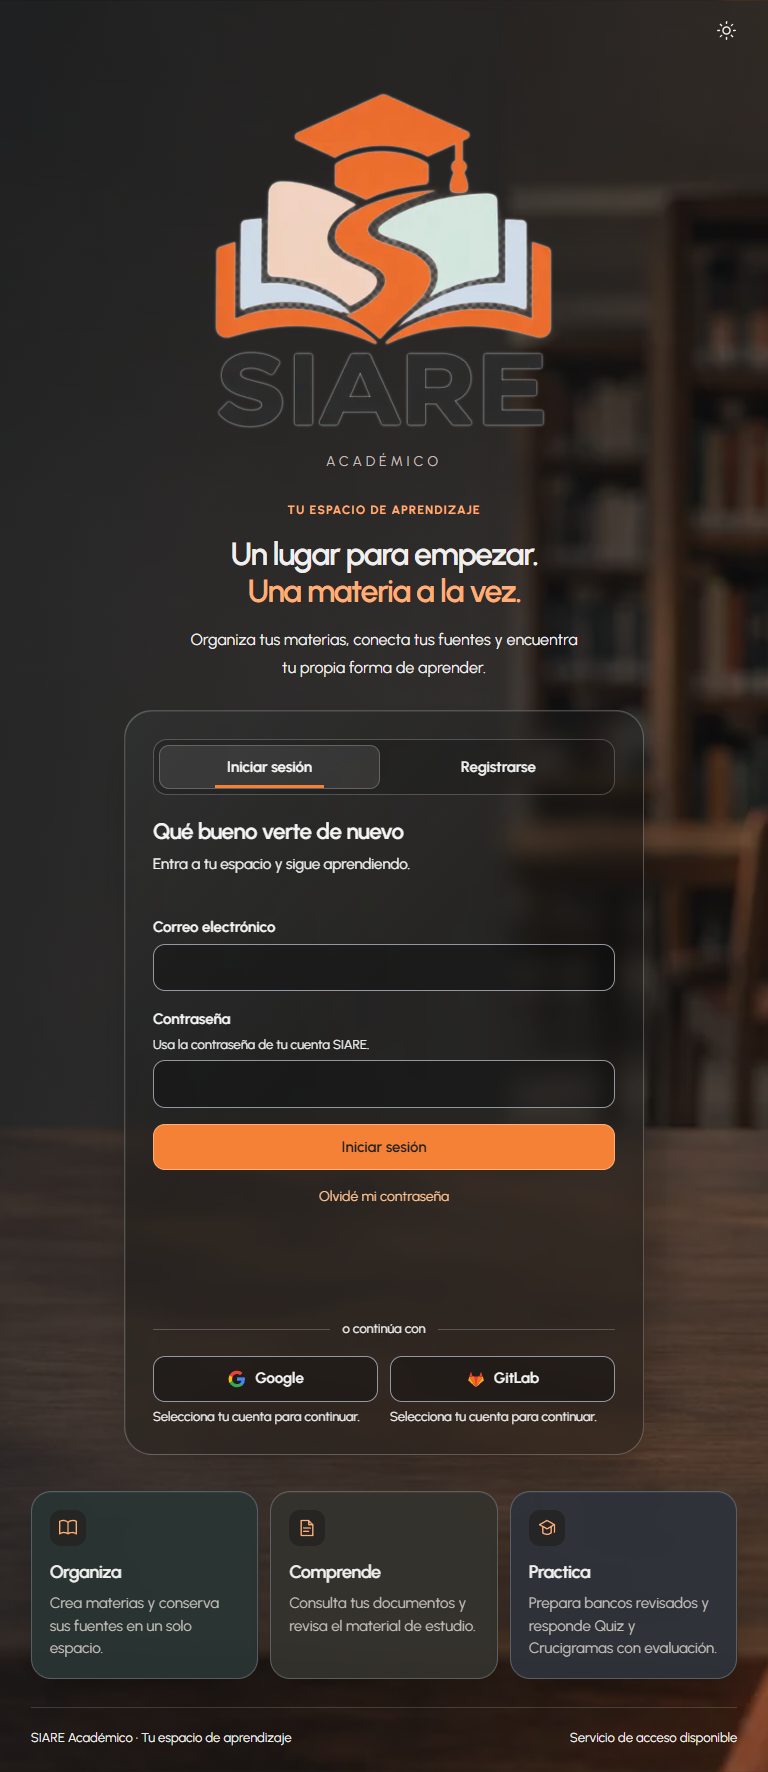 SIARE
ACADÉMICO
TU ESPACIO DE APRENDIZAJE
Un lugar para empezar.
Una materia a la vez.
Organiza tus materias, conecta tus fuentes y encuentra
tu propia forma de aprender.
Iniciar sesión
Registrarse
Qué bueno verte de nuevo
Entra a tu espacio y sigue aprendiendo.
Correo electrónico
Contraseña
Usa la contraseña de tu cuenta SIARE.
Iniciar sesión
Olvidé mi contraseña
o continúa con
Google
GitLab
Selecciona tu cuenta para continuar.
Selecciona tu cuenta para continuar.
Organiza
Crea materias y conserva
sus fuentes en un solo
espacio.
Comprende
Consulta tus documentos y
revisa el material de estudio.
Practica
Prepara bancos revisados y
responde Quiz y
Crucigramas con evaluación.
SIARE Académico · Tu espacio de aprendizaje
Servicio de acceso disponible